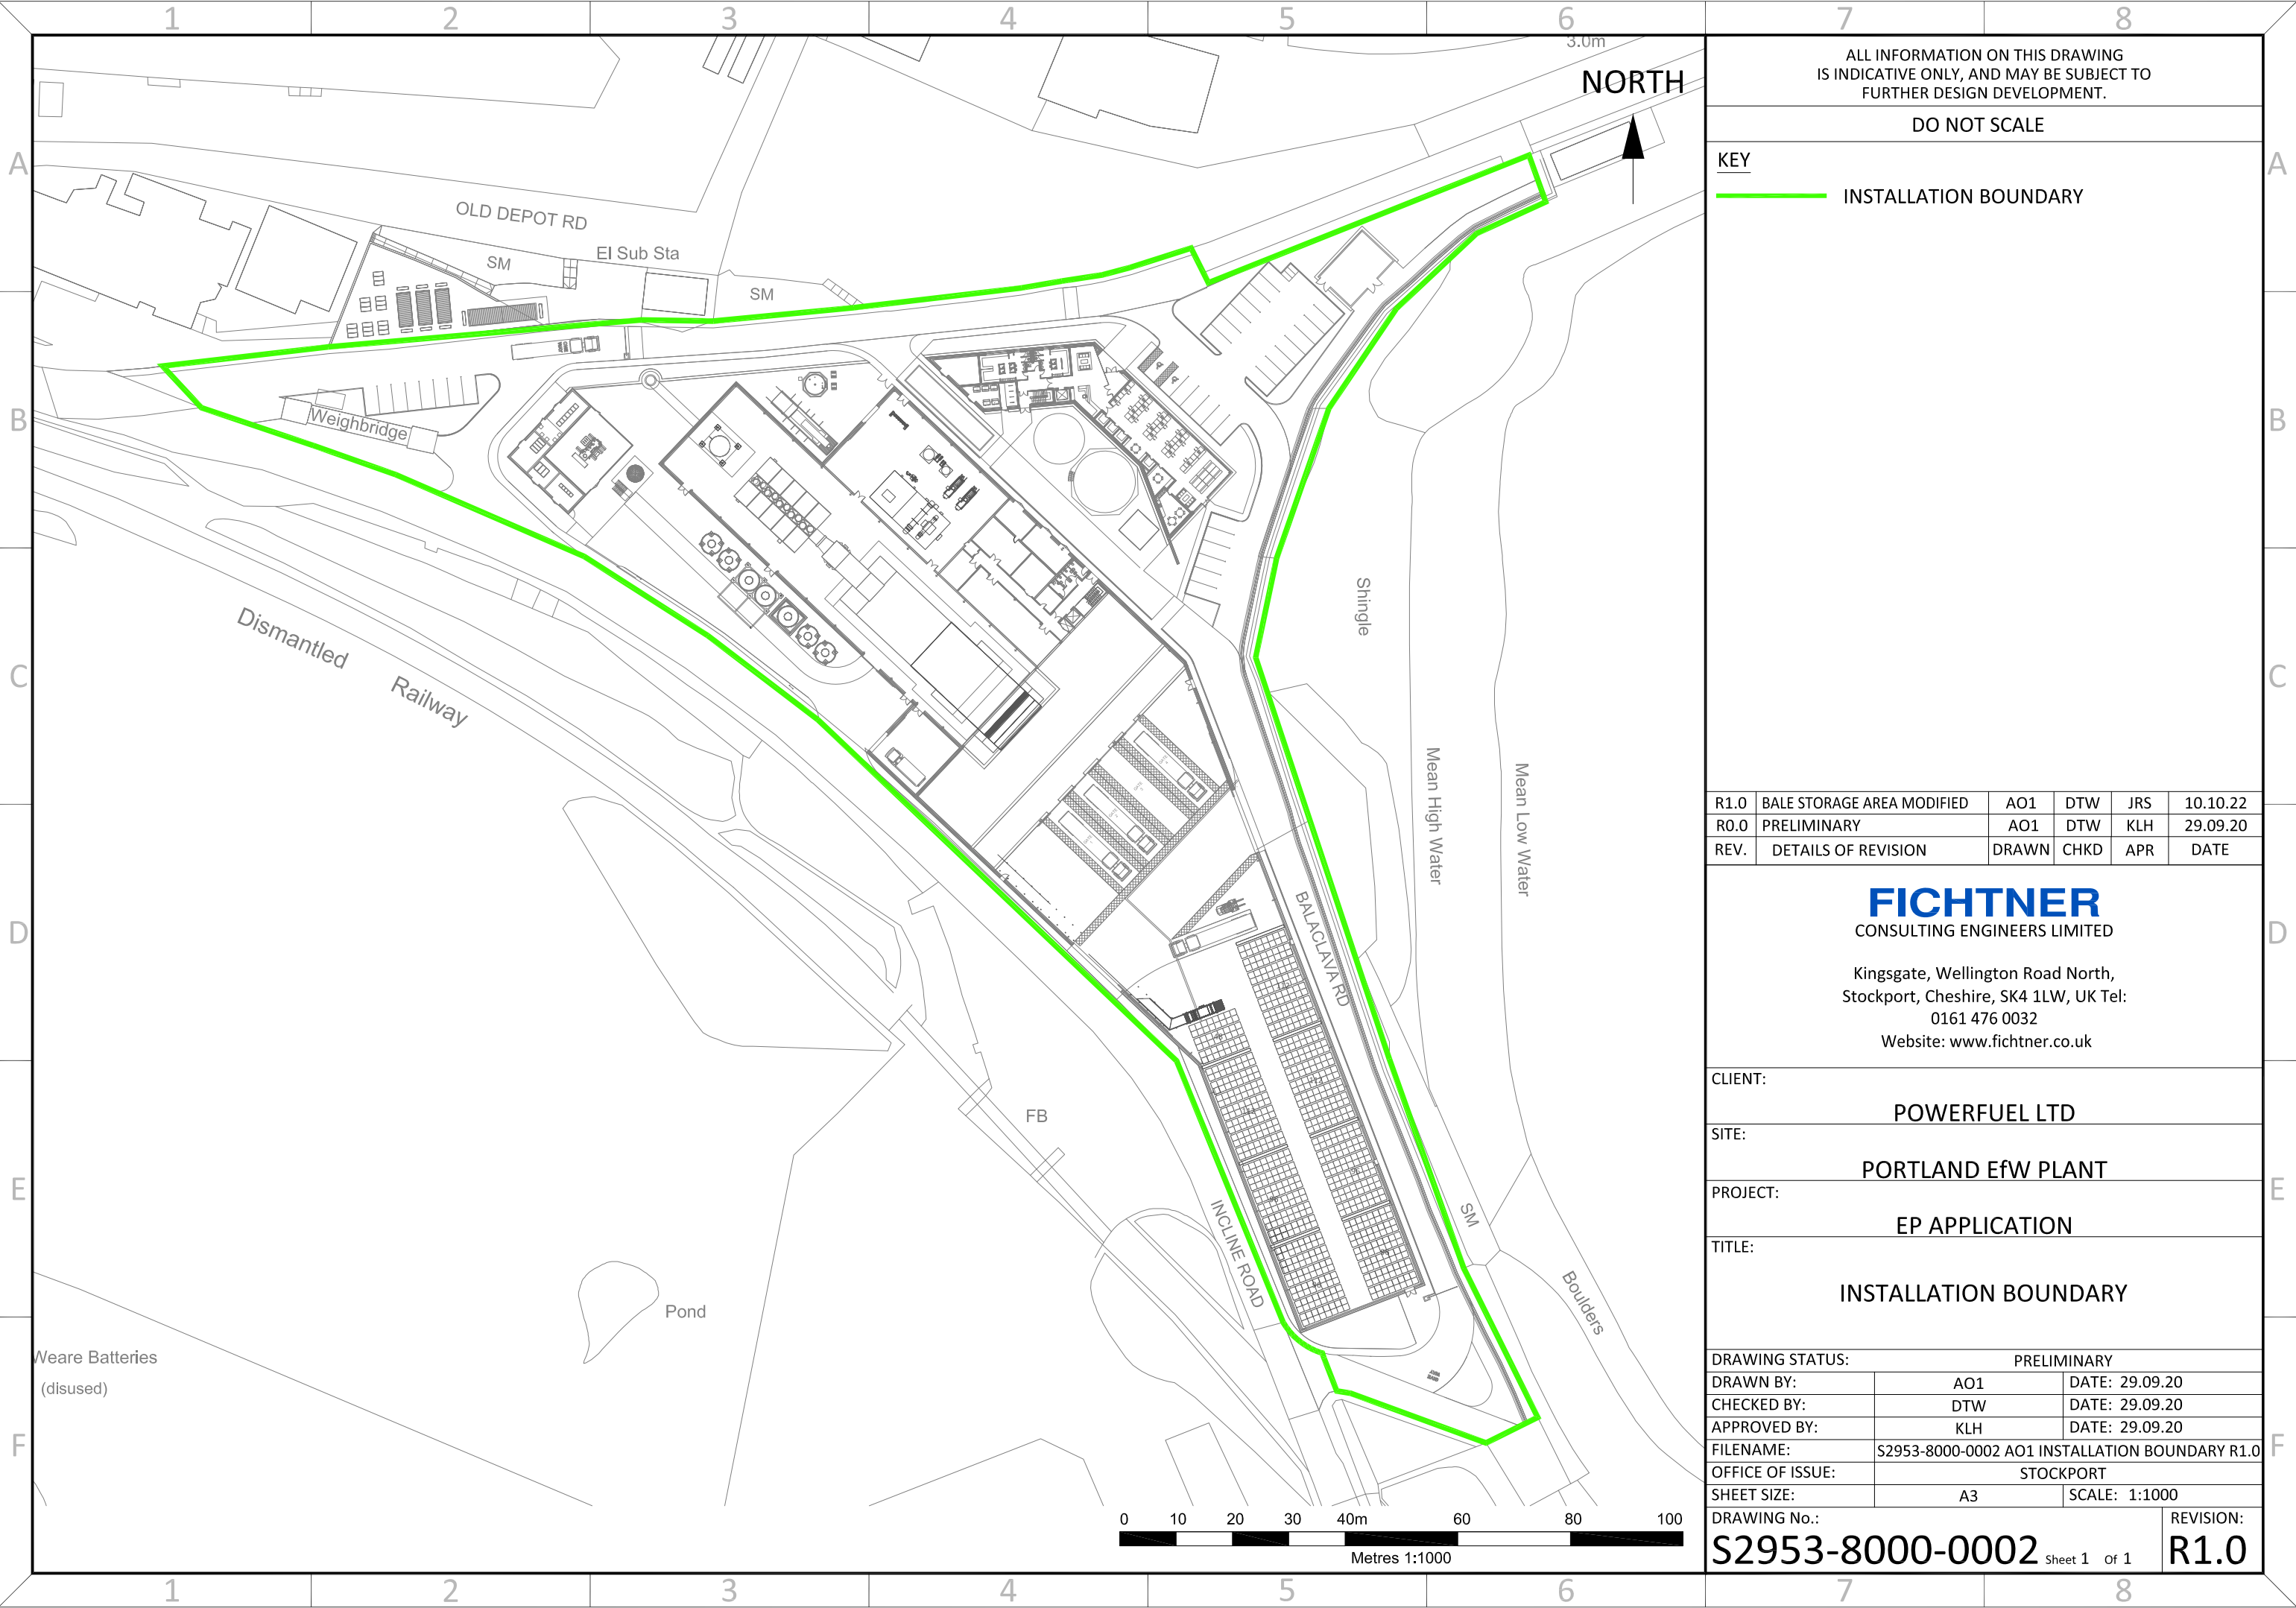 1 2 3 4 5 6 7 8
A
B
C
D
E
F
A
B
C
D
E
F
1 2 3 4 5 6 7 8
3.0m
NORTH
OLD DEPOT RD
SM
El Sub Sta
SM
Weighbridge
Dismantled
Railway
Shingle
Mean High Water
Mean Low Water
BALACLAVA RD
FB
INCLINE ROAD
SM
Boulders
Pond
Weare Batteries
(disused)
0 10 20 30 40m 60 80 100
Metres 1:1000
ALL INFORMATION ON THIS DRAWING
IS INDICATIVE ONLY, AND MAY BE SUBJECT TO
FURTHER DESIGN DEVELOPMENT.
DO NOT SCALE
KEY
INSTALLATION BOUNDARY
R1.0 BALE STORAGE AREA MODIFIED AO1 DTW JRS 10.10.22
R0.0 PRELIMINARY AO1 DTW KLH 29.09.20
REV. DETAILS OF REVISION DRAWN CHKD APR DATE
FICHTNER
CONSULTING ENGINEERS LIMITED
Kingsgate, Wellington Road North,
Stockport, Cheshire, SK4 1LW, UK Tel:
0161 476 0032
Website: www.fichtner.co.uk
CLIENT:
POWERFUEL LTD
SITE:
PORTLAND EfW PLANT
PROJECT:
EP APPLICATION
TITLE:
INSTALLATION BOUNDARY
DRAWING STATUS: PRELIMINARY
DRAWN BY: AO1 DATE: 29.09.20
CHECKED BY: DTW DATE: 29.09.20
APPROVED BY: KLH DATE: 29.09.20
FILENAME: S2953-8000-0002 AO1 INSTALLATION BOUNDARY R1.0
OFFICE OF ISSUE: STOCKPORT
SHEET SIZE: A3 SCALE: 1:1000
DRAWING No.: REVISION:
S2953-8000-0002 Sheet 1 Of 1 R1.0